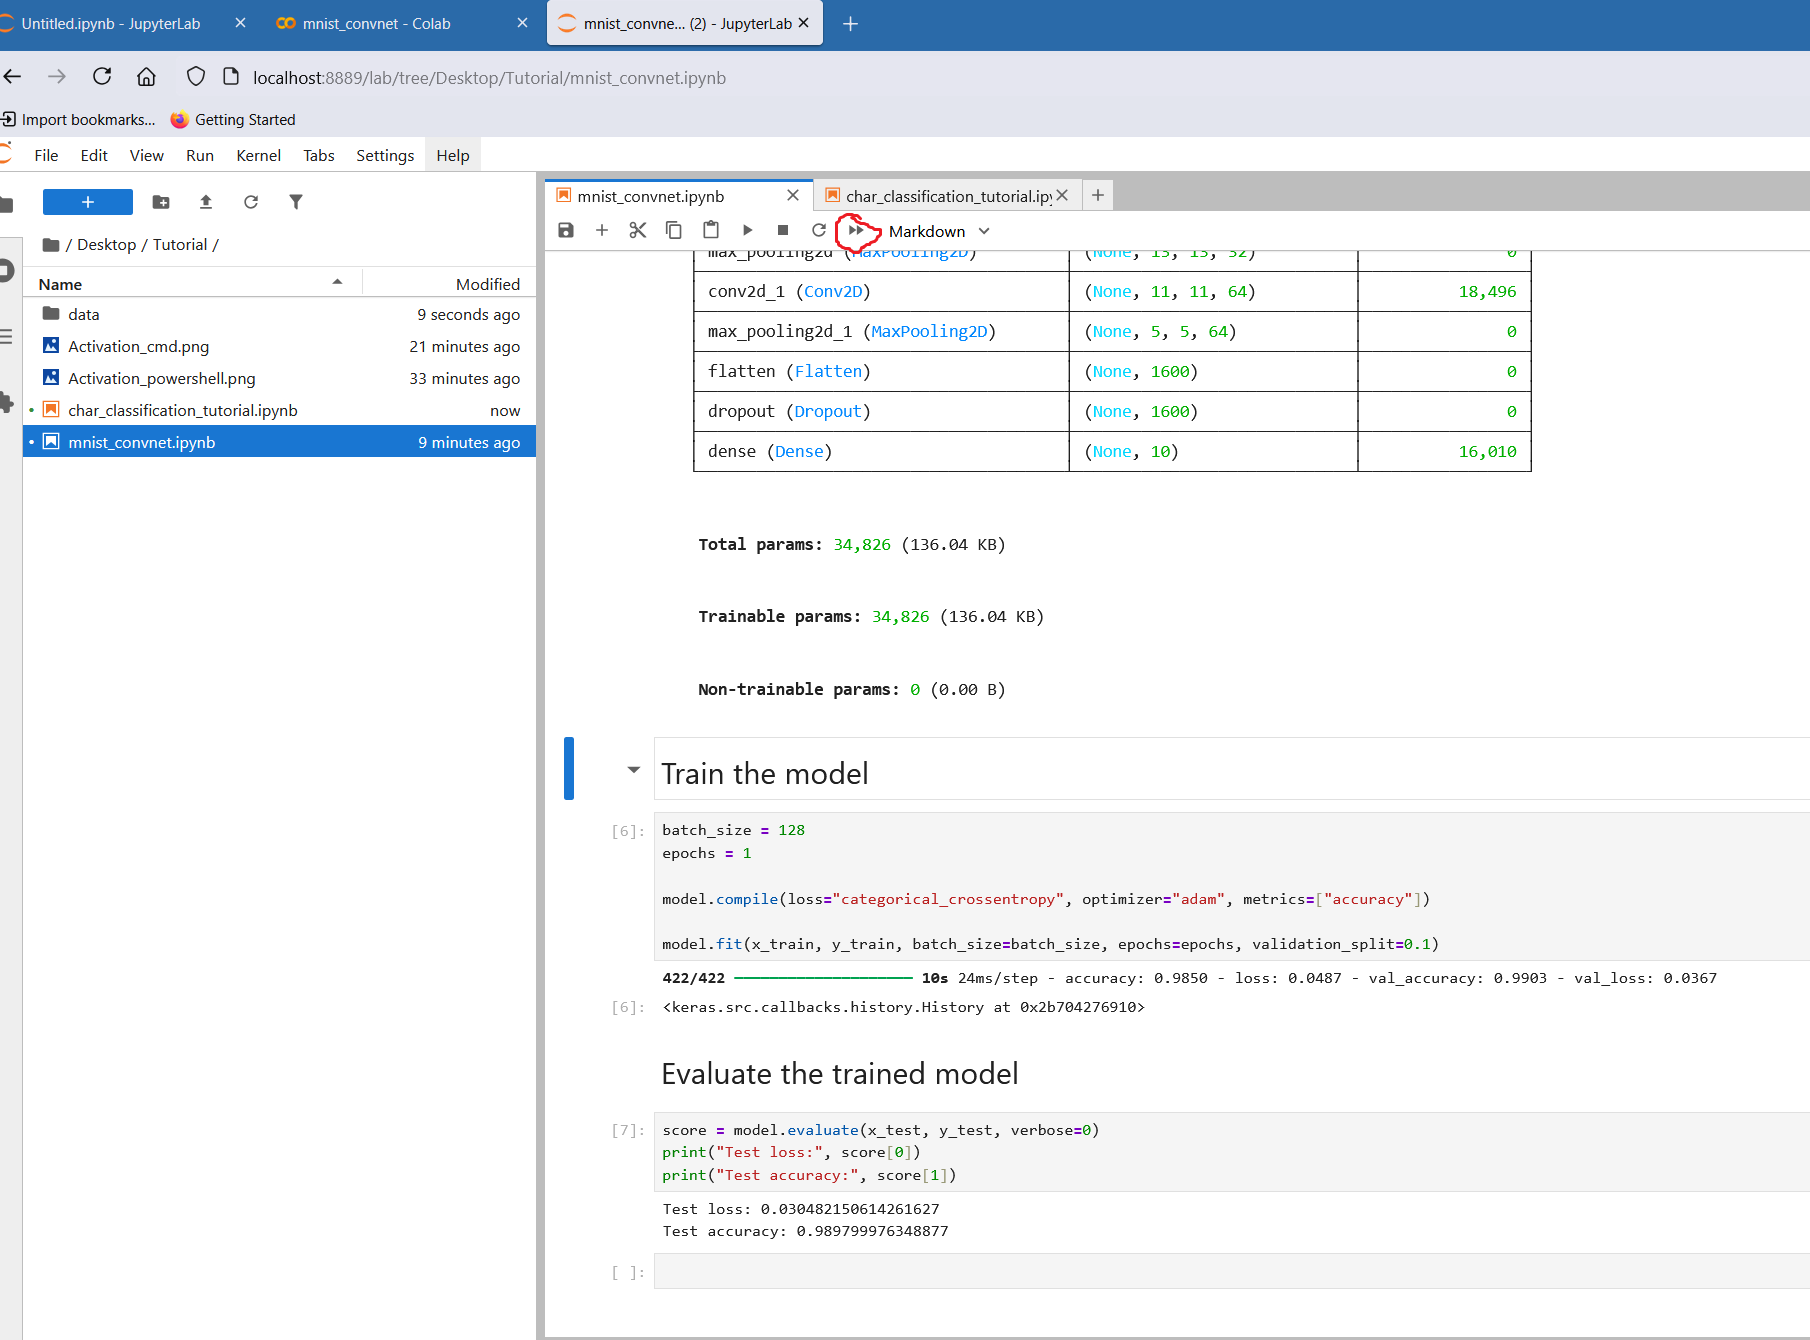 Untitled.ipynb - JupyterLab
mnist_convnet - Colab
mnist_convne... (2) - JupyterLab
localhost:8889/lab/tree/Desktop/Tutorial/mnist_convnet.ipynb
Import bookmarks...
Getting Started
File Edit View Run Kernel Tabs Settings Help
/ Desktop / Tutorial /
Name Modified
data 9 seconds ago
Activation_cmd.png 21 minutes ago
Activation_powershell.png 33 minutes ago
char_classification_tutorial.ipynb now
mnist_convnet.ipynb 9 minutes ago
mnist_convnet.ipynb
char_classification_tutorial.ipy
Markdown
max_pooling2d (MaxPooling2D) (None, 13, 13, 32) 0
conv2d_1 (Conv2D) (None, 11, 11, 64) 18,496
max_pooling2d_1 (MaxPooling2D) (None, 5, 5, 64) 0
flatten (Flatten) (None, 1600) 0
dropout (Dropout) (None, 1600) 0
dense (Dense) (None, 10) 16,010
Total params: 34,826 (136.04 KB)
Trainable params: 34,826 (136.04 KB)
Non-trainable params: 0 (0.00 B)
Train the model
[6]: batch_size = 128
epochs = 1
model.compile(loss="categorical_crossentropy", optimizer="adam", metrics=["accuracy"])
model.fit(x_train, y_train, batch_size=batch_size, epochs=epochs, validation_split=0.1)
422/422 ━━━━━━━━━━━━━━━━━━━━ 10s 24ms/step - accuracy: 0.9850 - loss: 0.0487 - val_accuracy: 0.9903 - val_loss: 0.0367
[6]: <keras.src.callbacks.history.History at 0x2b704276910>
Evaluate the trained model
[7]: score = model.evaluate(x_test, y_test, verbose=0)
print("Test loss:", score[0])
print("Test accuracy:", score[1])
Test loss: 0.030482150614261627
Test accuracy: 0.989799976348877
[ ]: